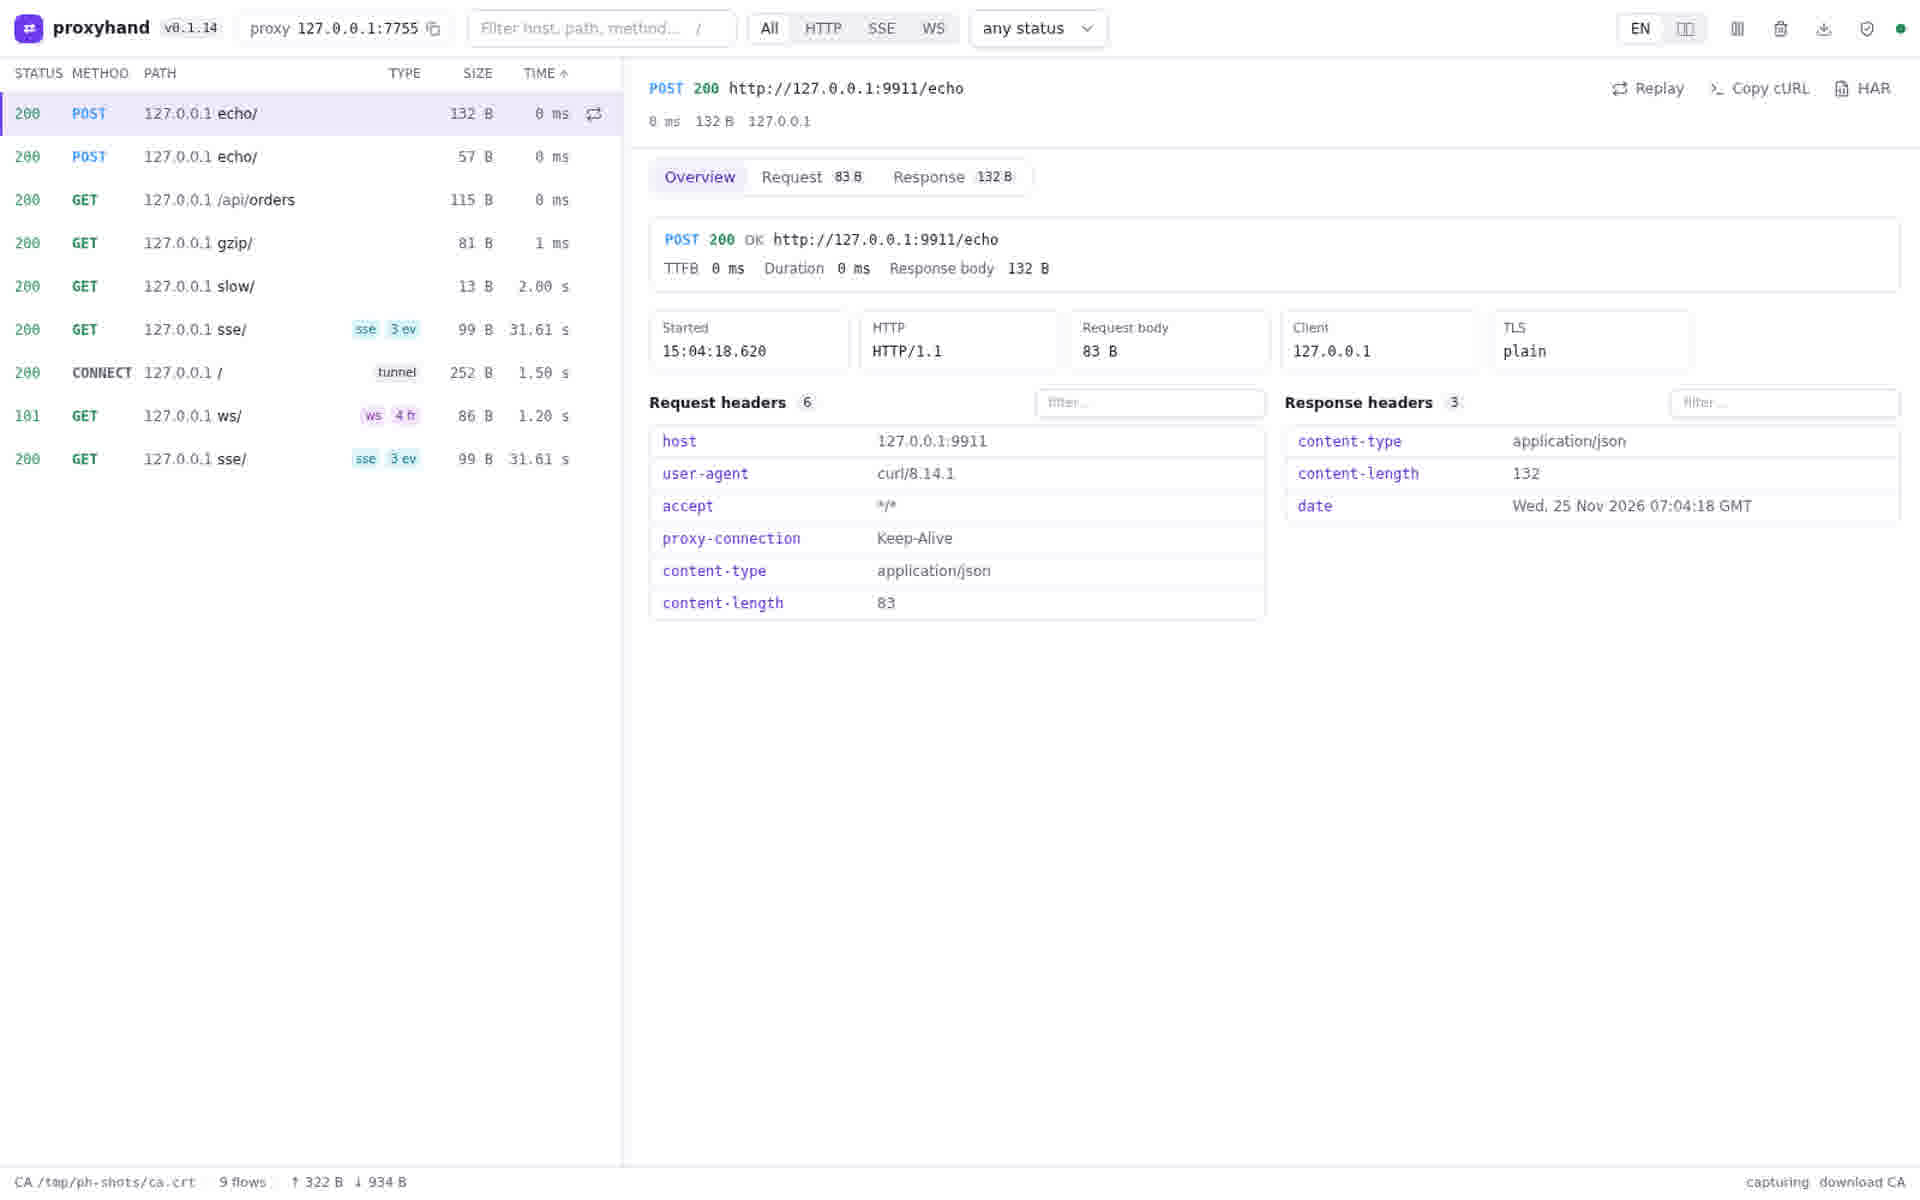 proxyhand v0.1.14 proxy 127.0.0.1:7755 Filter host, path, method... / All HTTP SSE WS any status EN
STATUS METHOD PATH TYPE SIZE TIME ↑
200 POST 127.0.0.1 echo/ 132 B 0 ms
200 POST 127.0.0.1 echo/ 57 B 0 ms
200 GET 127.0.0.1 /api/orders 115 B 0 ms
200 GET 127.0.0.1 gzip/ 81 B 1 ms
200 GET 127.0.0.1 slow/ 13 B 2.00 s
200 GET 127.0.0.1 sse/ sse 3 ev 99 B 31.61 s
200 CONNECT 127.0.0.1 / tunnel 252 B 1.50 s
101 GET 127.0.0.1 ws/ ws 4 fr 86 B 1.20 s
200 GET 127.0.0.1 sse/ sse 3 ev 99 B 31.61 s
POST 200 http://127.0.0.1:9911/echo Replay Copy cURL HAR
0 ms 132 B 127.0.0.1
Overview Request 83 B Response 132 B
POST 200 OK http://127.0.0.1:9911/echo
TTFB 0 ms Duration 0 ms Response body 132 B
Started HTTP Request body Client TLS
15:04:18.620 HTTP/1.1 83 B 127.0.0.1 plain
Request headers 6 filter...
host 127.0.0.1:9911
user-agent curl/8.14.1
accept */*
proxy-connection Keep-Alive
content-type application/json
content-length 83
Response headers 3 filter...
content-type application/json
content-length 132
date Wed, 25 Nov 2026 07:04:18 GMT
CA /tmp/ph-shots/ca.crt 9 flows ↑ 322 B ↓ 934 B capturing download CA